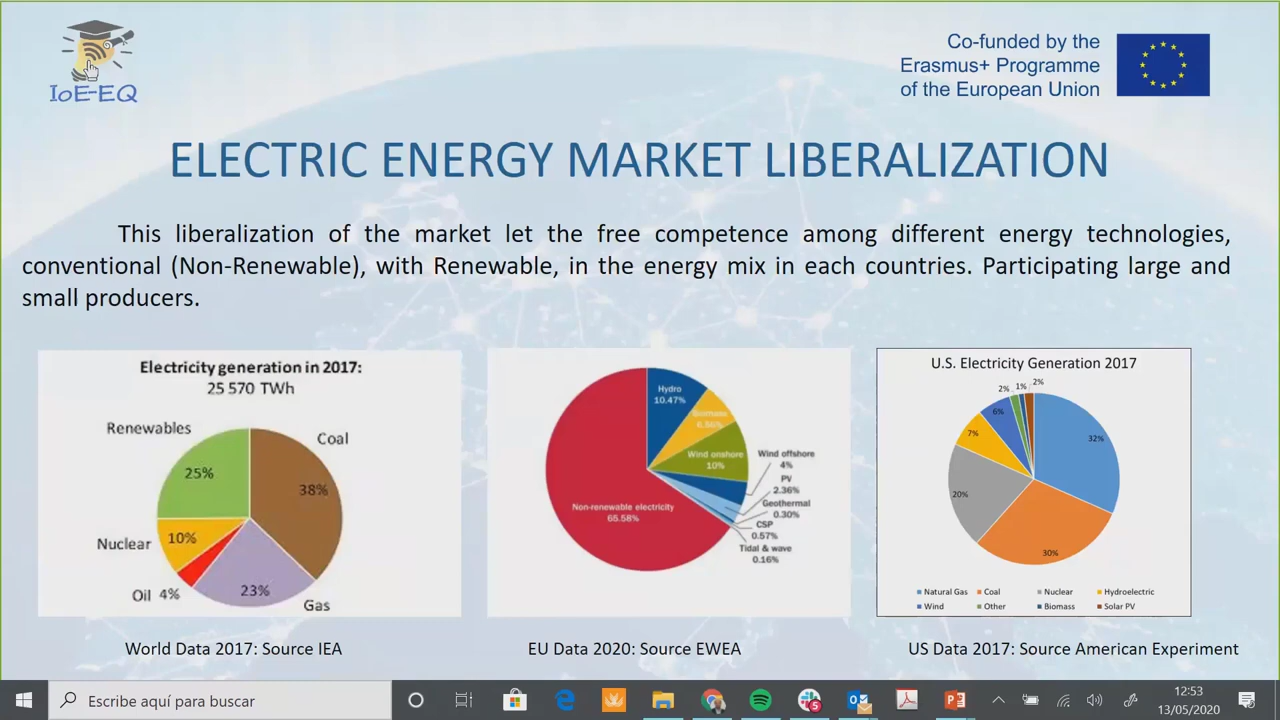 IoE-EQ
Co-funded by the
Erasmus+ Programme
of the European Union
ELECTRIC ENERGY MARKET LIBERALIZATION
This liberalization of the market let the free competence among different energy technologies,
conventional (Non-Renewable), with Renewable, in the energy mix in each countries. Participating large and
small producers.
Electricity generation in 2017:
25 570 TWh
Renewables
Coal
25%
38%
Nuclear
10%
Oil 4%
23%
Gas
Hydro
10.47%
Biomass
Wind onshore
10%
Wind offshore
4%
PV
2.36%
Geothermal
0.30%
CSP
0.57%
Tidal & wave
0.16%
Non-renewable electricity
65.58%
U.S. Electricity Generation 2017
2% 1% 2%
6%
7%
32%
20%
30%
Natural Gas Coal Nuclear Hydroelectric
Wind Other Biomass Solar PV
World Data 2017: Source IEA
EU Data 2020: Source EWEA
US Data 2017: Source American Experiment
Escribe aquí para buscar
12:53
13/05/2020